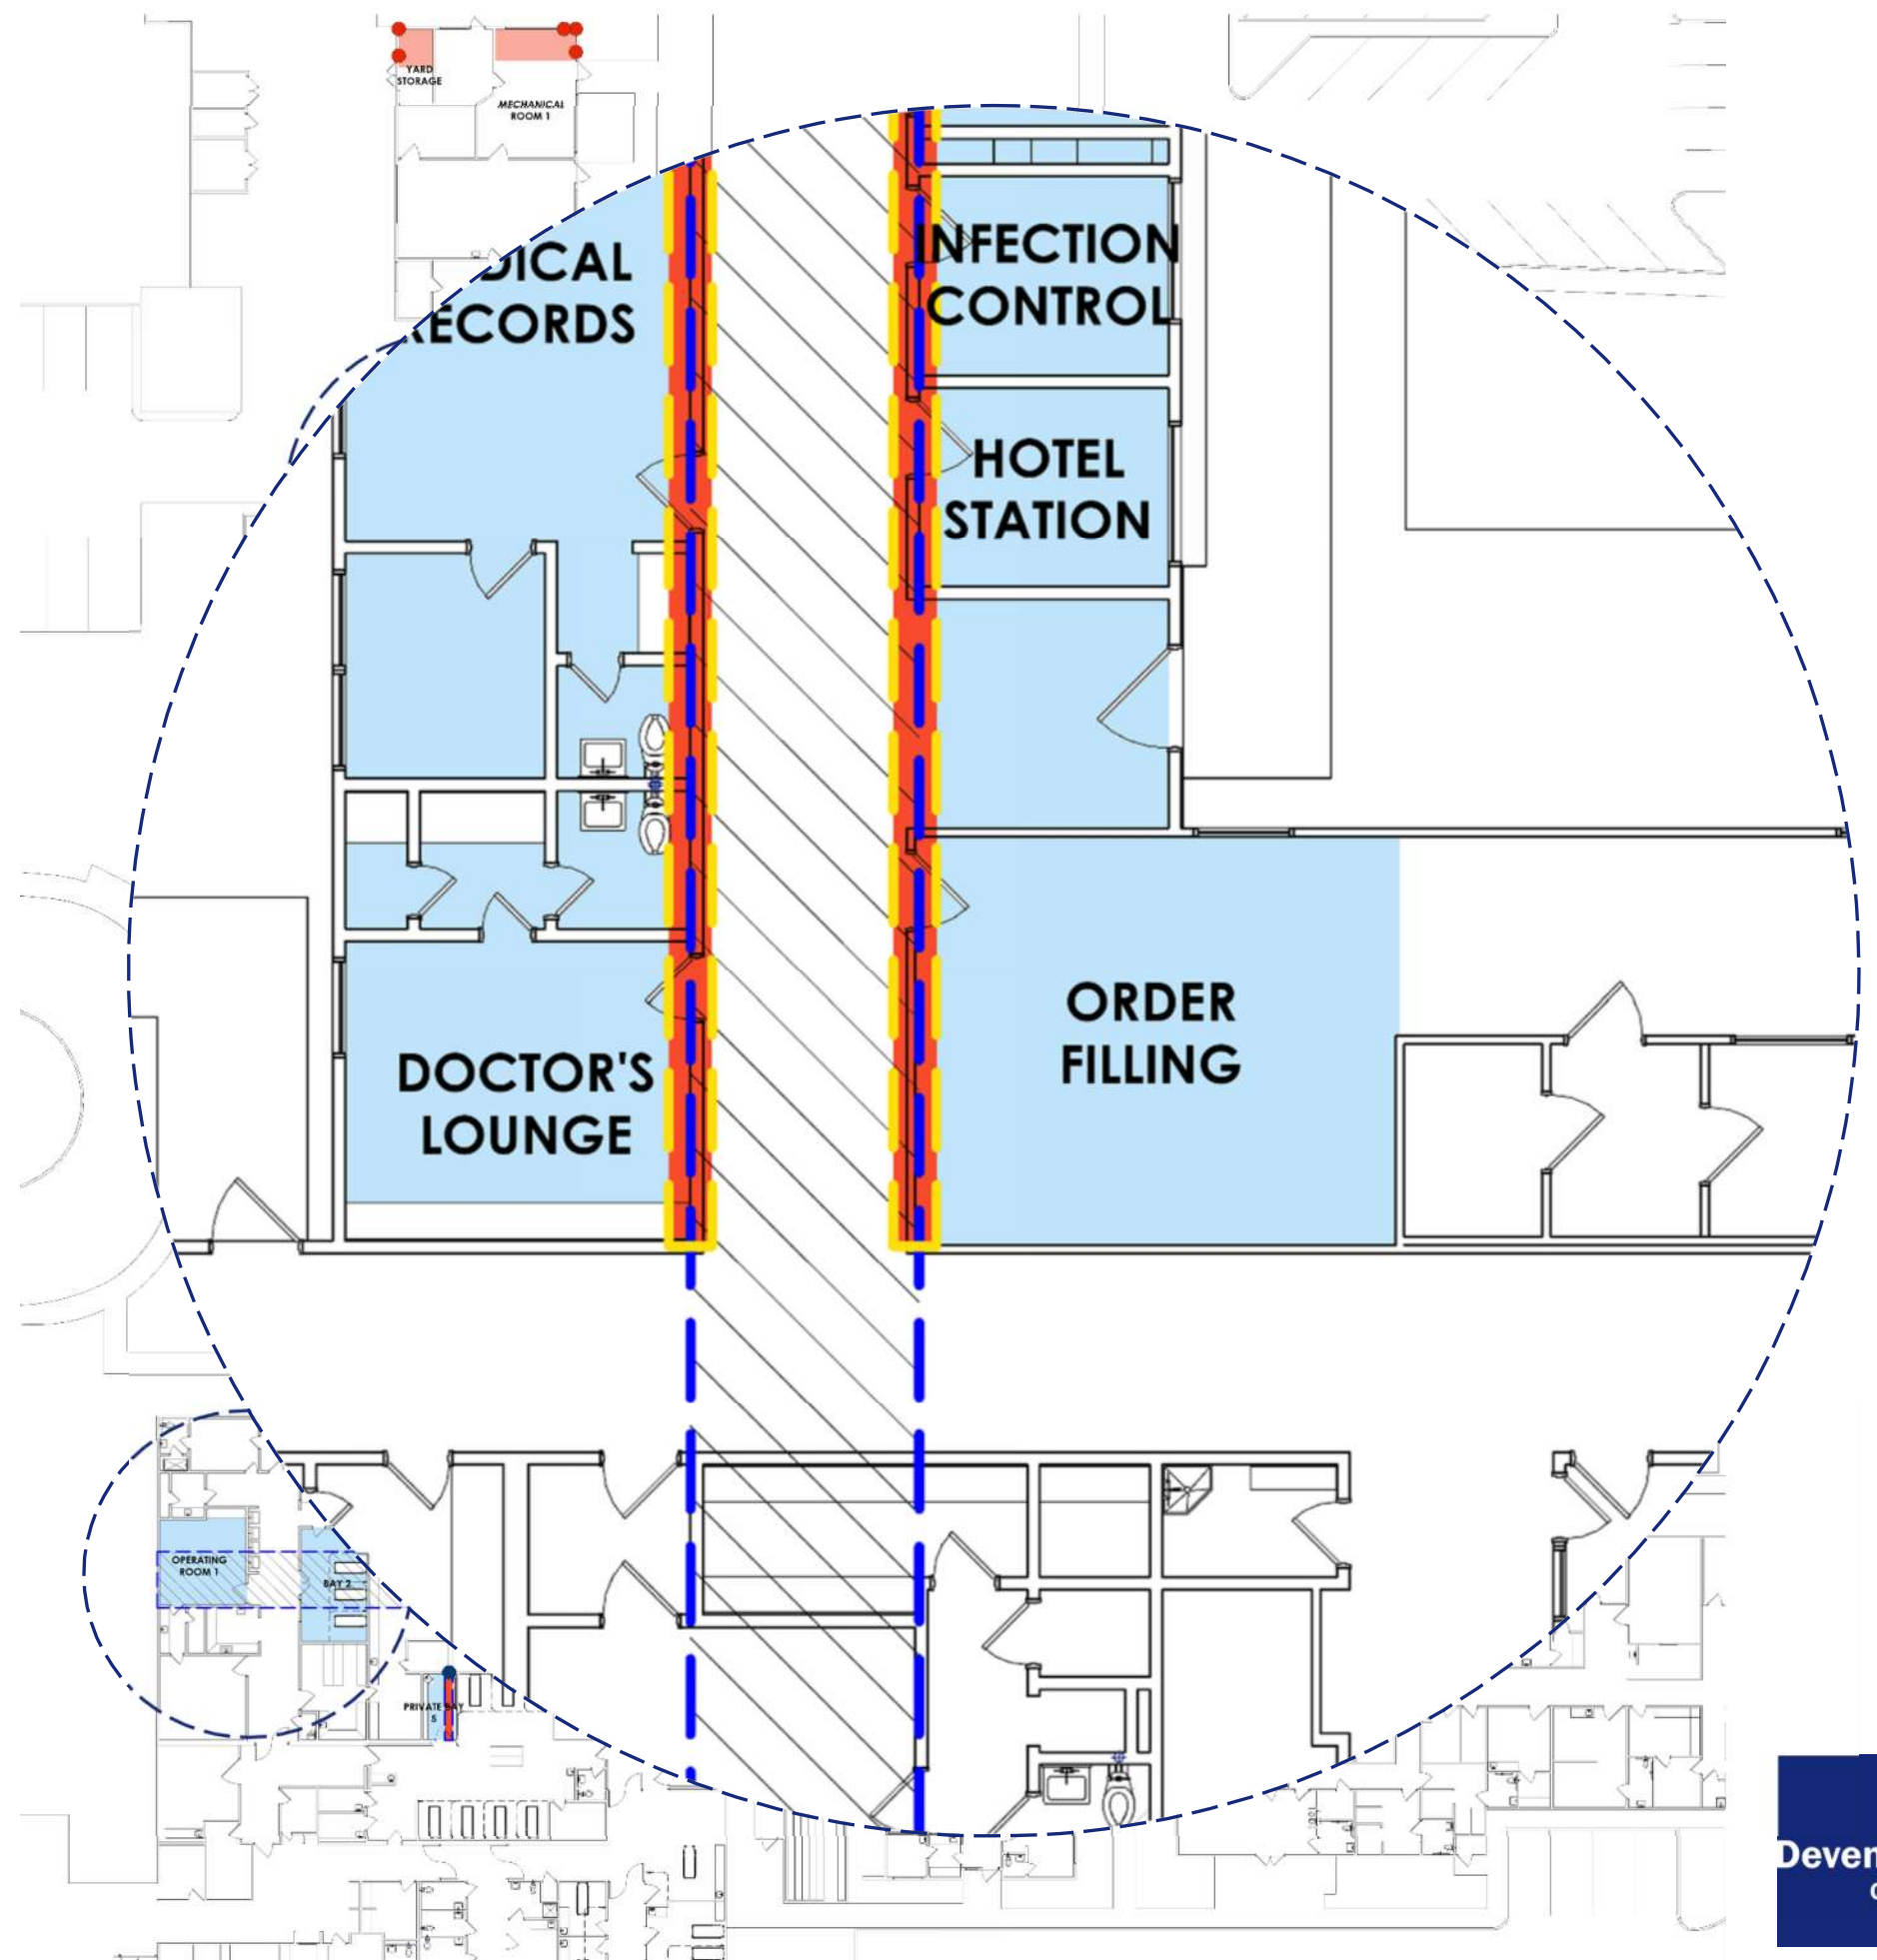 YARD
STORAGE
MECHANICAL
ROOM 1
DICAL
RECORDS
INFECTION
CONTROL
HOTEL
STATION
DOCTOR'S
LOUNGE
ORDER
FILLING
OPERATING
ROOM 1
BAY 2
PRIVATE BAY
5
Deven